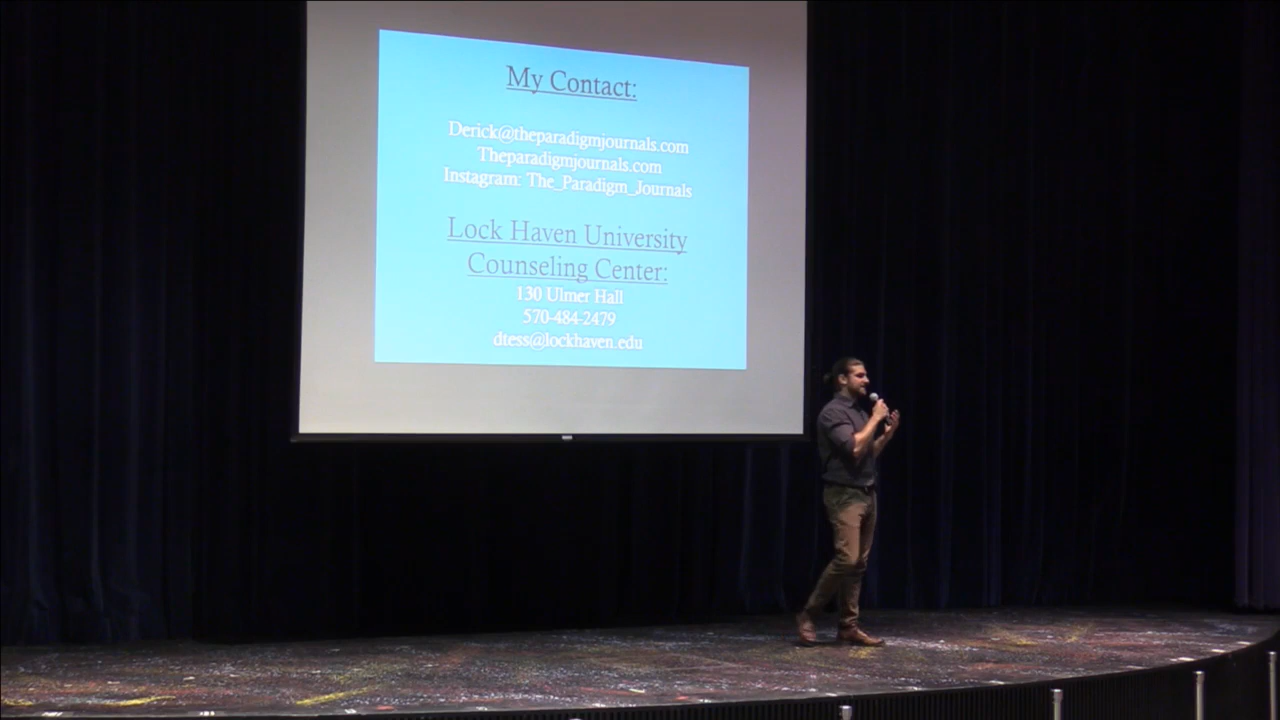 My Contact:
Derick@theparadigmjournals.com
Theparadigmjournals.com
Instagram: The_Paradigm_Journals
Lock Haven University
Counseling Center:
130 Ulmer Hall
570-484-2479
dtess@lockhaven.edu